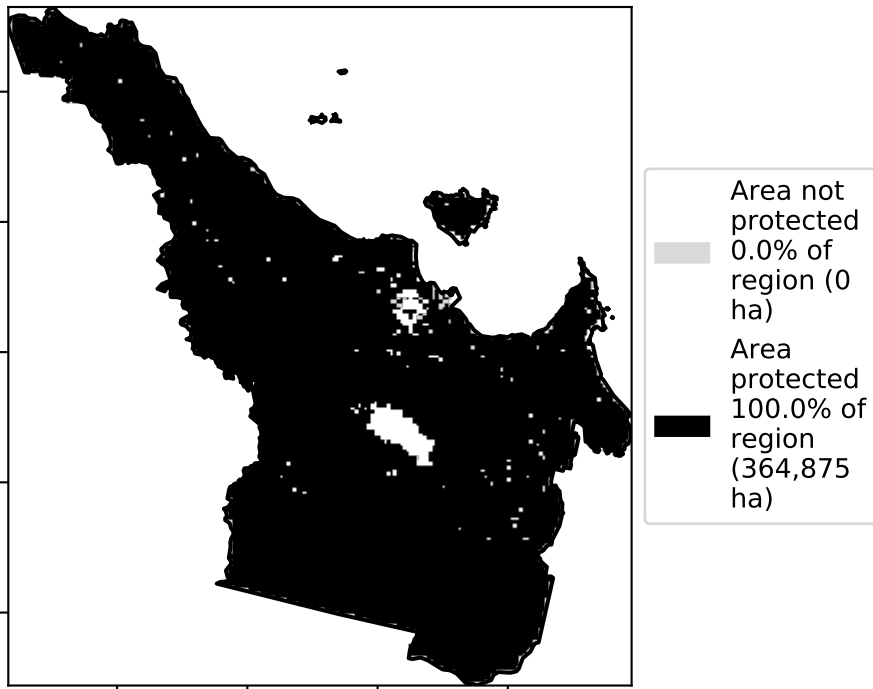 Area not
protected
0.0% of
region (0
ha)
Area
protected
100.0% of
region
(364,875
ha)